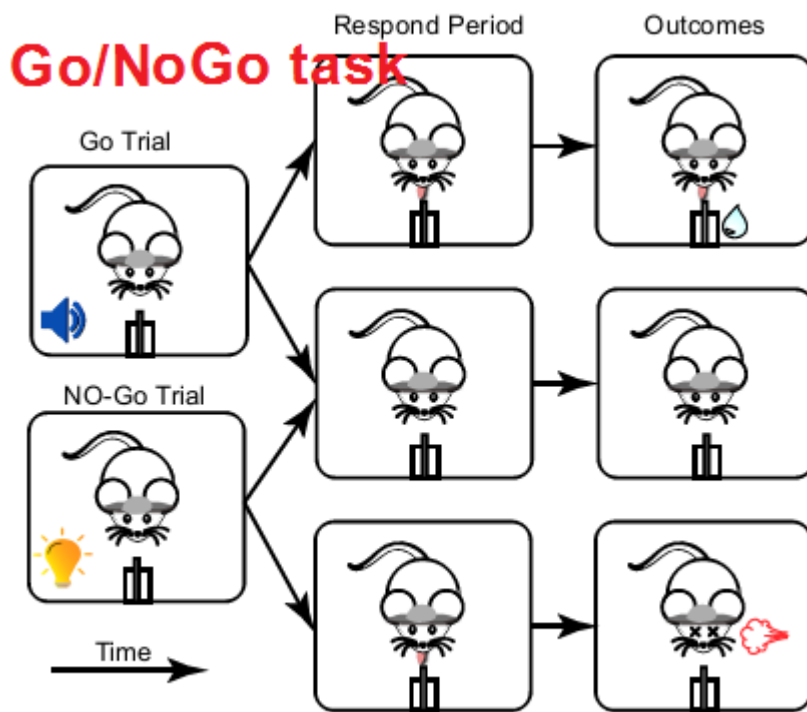 Respond Period
Outcomes
Go/NoGo task
Go Trial
NO-Go Trial
Time